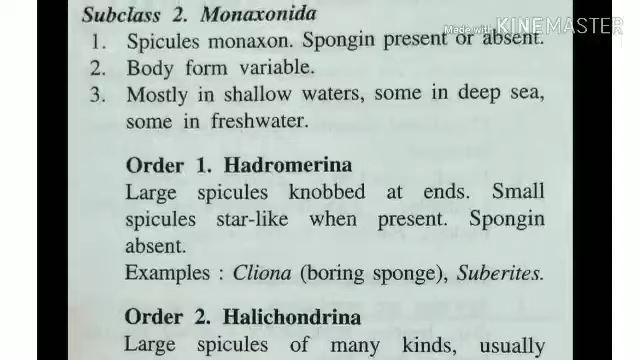 Subclass 2. Monaxonida
Made with KINEMASTER
1. Spicules monaxon. Spongin present or absent.
2. Body form variable.
3. Mostly in shallow waters, some in deep sea,
some in freshwater.
Order 1. Hadromerina
Large spicules knobbed at ends. Small
spicules star-like when present. Spongin
absent.
Examples : Cliona (boring sponge), Suberites.
Order 2. Halichondrina
Large spicules of many kinds, usually